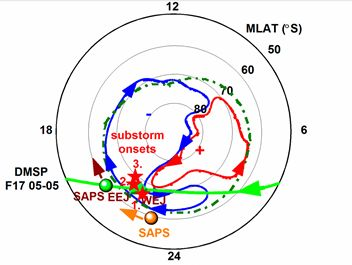 12
MLAT (°S)
50
60
70
80
-
18
substorm
onsets
6
+
3.
DMSP
F17 05-05
2.
SAPS EEJ
WEJ
1.
SAPS
24